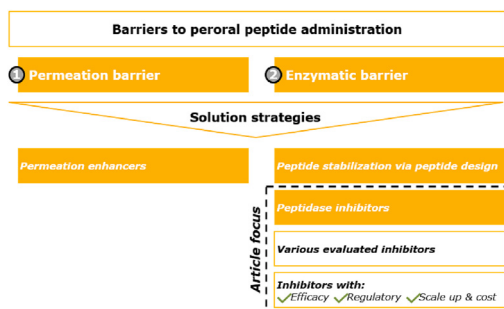 Barriers to peroral peptide administration
1 Permeation barrier
2 Enzymatic barrier
Solution strategies
Permeation enhancers
Peptide stabilization via peptide design
Article focus
Peptidase inhibitors
Various evaluated inhibitors
Inhibitors with:
✓Efficacy ✓Regulatory ✓Scale up & cost